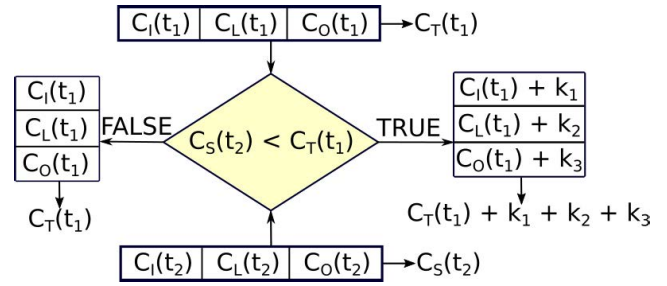 C_I(t_1) C_L(t_1) C_O(t_1) C_T(t_1)
C_I(t_1)
C_L(t_1)
C_O(t_1)
C_T(t_1)
FALSE
C_S(t_2) < C_T(t_1)
TRUE
C_I(t_1) + k_1
C_L(t_1) + k_2
C_O(t_1) + k_3
C_T(t_1) + k_1 + k_2 + k_3
C_I(t_2) C_L(t_2) C_O(t_2) C_S(t_2)